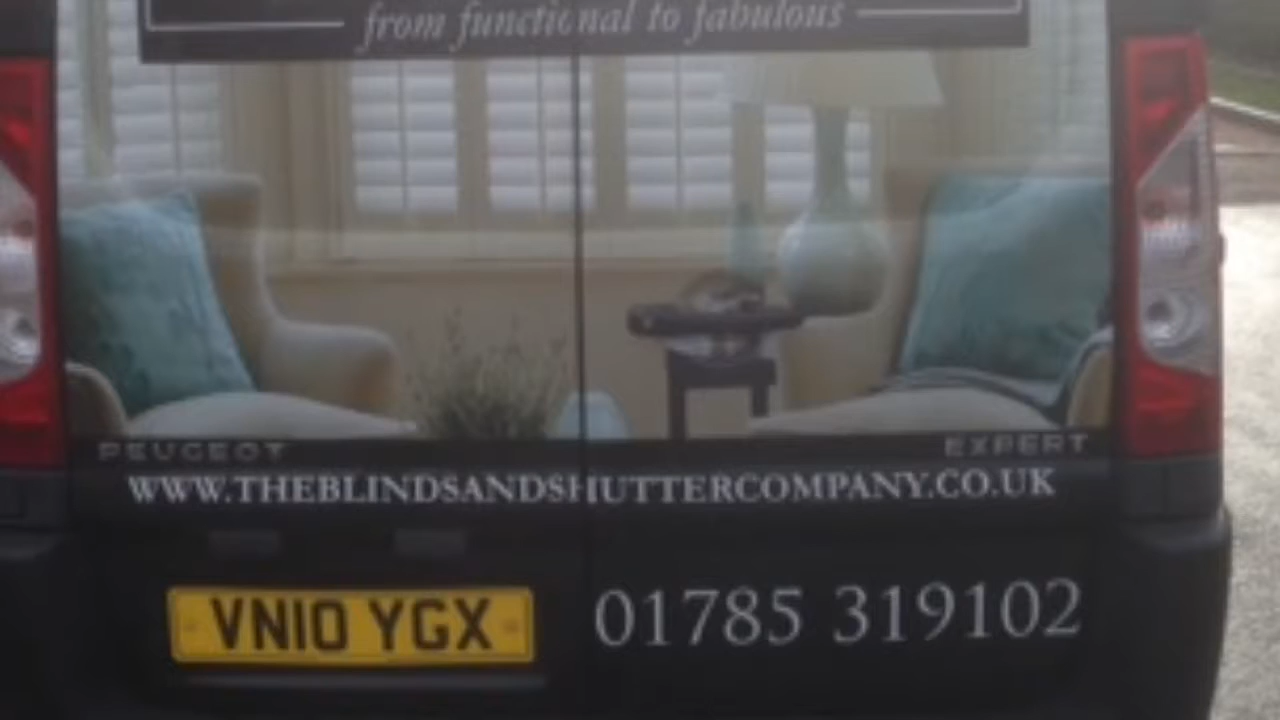 from functional to fabulous
PEUGEOT EXPERT
WWW.THEBLINDSANDSHUTTERCOMPANY.CO.UK
VN10 YGX 01785 319102